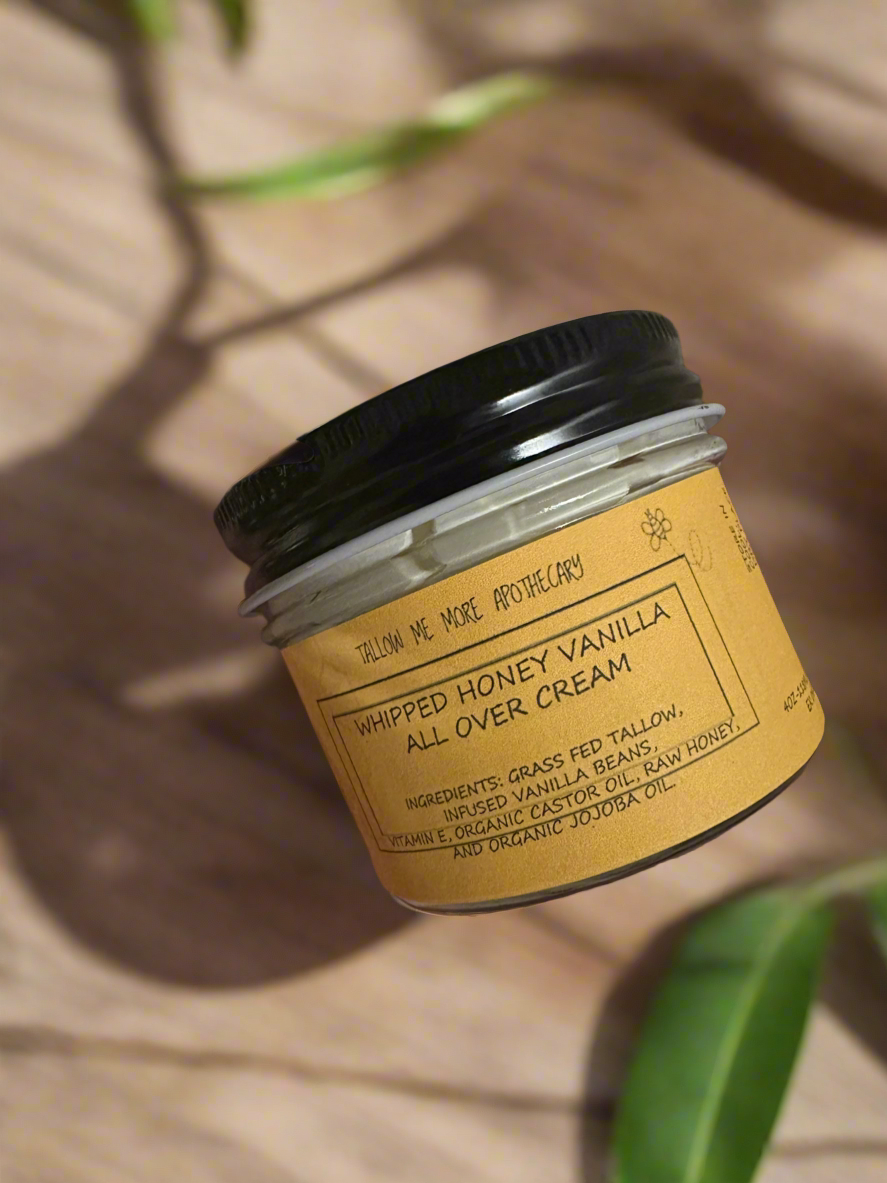 TALLOW ME MORE APOTHECARY
WHIPPED HONEY VANILLA
ALL OVER CREAM
INGREDIENTS: GRASS FED TALLOW,
INFUSED VANILLA BEANS,
VITAMIN E, ORGANIC CASTOR OIL, RAW HONEY,
AND ORGANIC JOJOBA OIL.
4OZ